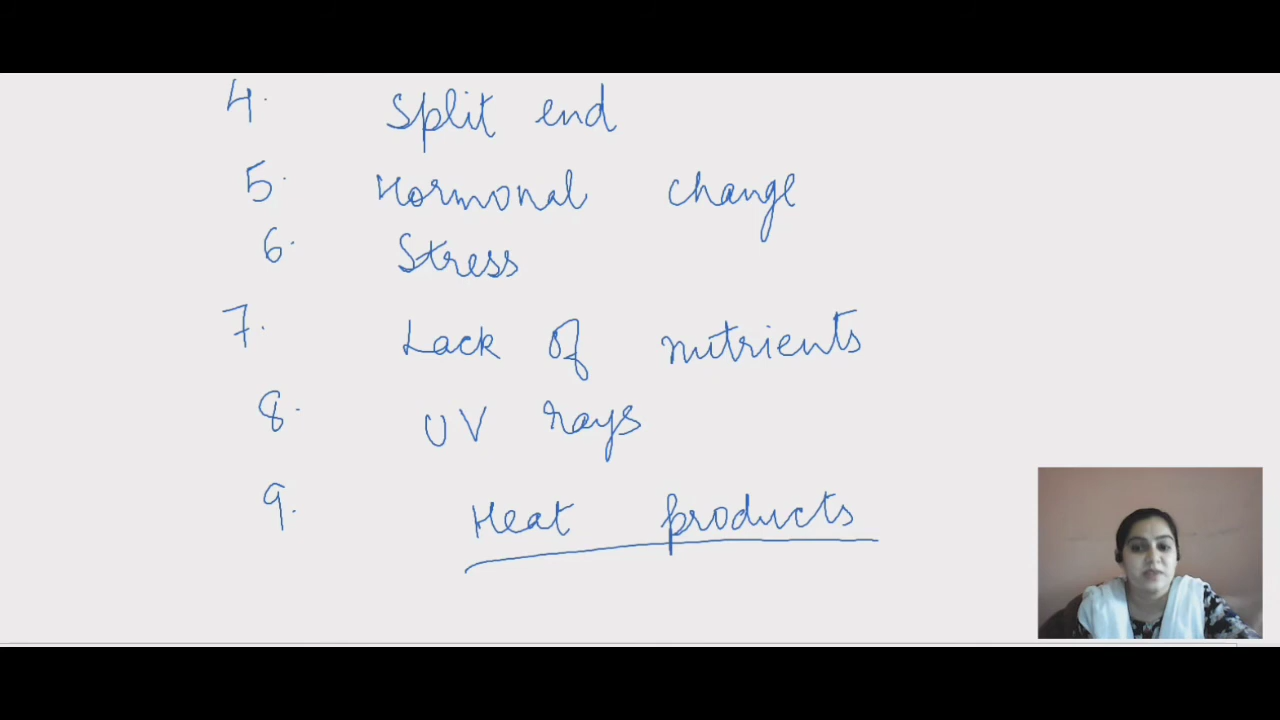 4. Split end
5. Hormonal change
6. Stress
7. Lack of nutrients
8. UV rays
9. Heat products